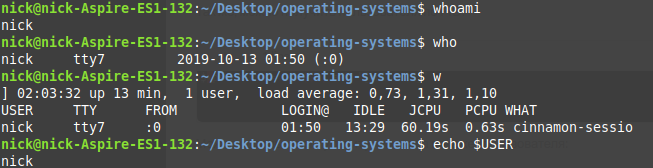 nick@nick-Aspire-ES1-132:~/Desktop/operating-systems$ whoami
nick
nick@nick-Aspire-ES1-132:~/Desktop/operating-systems$ who
nick     tty7         2019-10-13 01:50 (:0)
nick@nick-Aspire-ES1-132:~/Desktop/operating-systems$ w
] 02:03:32 up 13 min,  1 user,  load average: 0,73, 1,31, 1,10
USER     TTY      FROM             LOGIN@   IDLE   JCPU   PCPU WHAT
nick     tty7     :0               01:50   13:29  60.19s  0.63s cinnamon-sessio
nick@nick-Aspire-ES1-132:~/Desktop/operating-systems$ echo $USER
nick